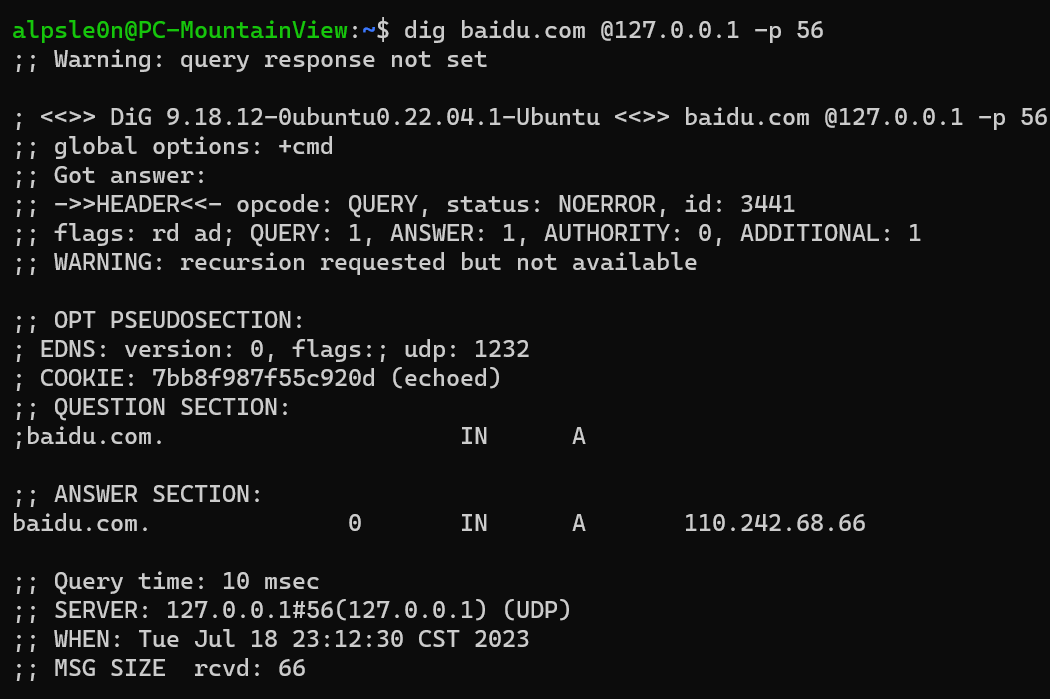 alpsle0n@PC-MountainView:~$ dig baidu.com @127.0.0.1 -p 56
;; Warning: query response not set
; <<>> DiG 9.18.12-0ubuntu0.22.04.1-Ubuntu <<>> baidu.com @127.0.0.1 -p 56
;; global options: +cmd
;; Got answer:
;; ->>HEADER<<- opcode: QUERY, status: NOERROR, id: 3441
;; flags: rd ad; QUERY: 1, ANSWER: 1, AUTHORITY: 0, ADDITIONAL: 1
;; WARNING: recursion requested but not available
;; OPT PSEUDOSECTION:
; EDNS: version: 0, flags:; udp: 1232
; COOKIE: 7bb8f987f55c920d (echoed)
;; QUESTION SECTION:
;baidu.com. IN A
;; ANSWER SECTION:
baidu.com. 0 IN A 110.242.68.66
;; Query time: 10 msec
;; SERVER: 127.0.0.1#56(127.0.0.1) (UDP)
;; WHEN: Tue Jul 18 23:12:30 CST 2023
;; MSG SIZE  rcvd: 66